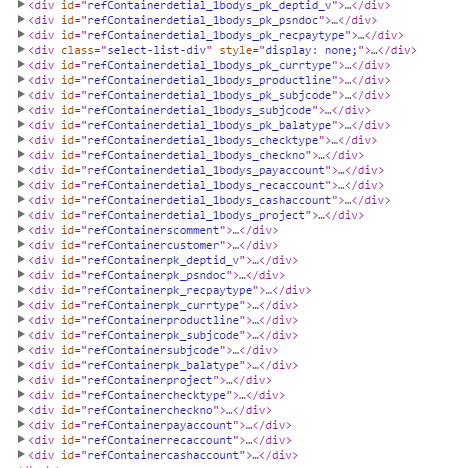 ▶<div id="refContainerdetial_1bodys_pk_deptid_v">…</div>
▶<div id="refContainerdetial_1bodys_pk_psndoc">…</div>
▶<div id="refContainerdetial_1bodys_pk_recpaytype">…</div>
▶<div class="select-list-div" style="display: none;">…</div>
▶<div id="refContainerdetial_1bodys_pk_currtype">…</div>
▶<div id="refContainerdetial_1bodys_productline">…</div>
▶<div id="refContainerdetial_1bodys_pk_subjcode">…</div>
▶<div id="refContainerdetial_1bodys_subjcode">…</div>
▶<div id="refContainerdetial_1bodys_pk_balatype">…</div>
▶<div id="refContainerdetial_1bodys_checktype">…</div>
▶<div id="refContainerdetial_1bodys_checkno">…</div>
▶<div id="refContainerdetial_1bodys_payaccount">…</div>
▶<div id="refContainerdetial_1bodys_recaccount">…</div>
▶<div id="refContainerdetial_1bodys_cashaccount">…</div>
▶<div id="refContainerdetial_1bodys_project">…</div>
▶<div id="refContainerscomment">…</div>
▶<div id="refContainercustomer">…</div>
▶<div id="refContainerpk_deptid_v">…</div>
▶<div id="refContainerpk_psndoc">…</div>
▶<div id="refContainerpk_recpaytype">…</div>
▶<div id="refContainerpk_currtype">…</div>
▶<div id="refContainerproductline">…</div>
▶<div id="refContainerpk_subjcode">…</div>
▶<div id="refContainersubjcode">…</div>
▶<div id="refContainerpk_balatype">…</div>
▶<div id="refContainerproject">…</div>
▶<div id="refContainerchecktype">…</div>
▶<div id="refContainercheckno">…</div>
▶<div id="refContainerpayaccount">…</div>
▶<div id="refContainerrecaccount">…</div>
▶<div id="refContainercashaccount">…</div>